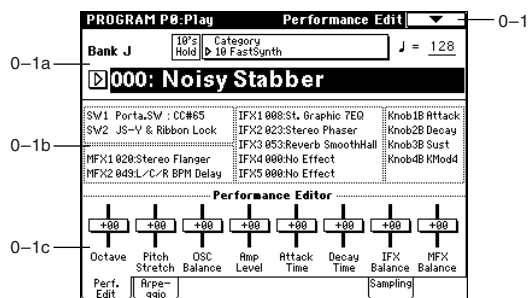 PROGRAM P0:Play Performance Edit
0–1
Bank J
10's Hold
Category
10 FastSynth
♩ = 128
0–1a
000: Noisy Stabber
SW1 Porta.SW : CC#65
SW2 JS-Y & Ribbon Lock
IFX1 008:St. Graphic 7EQ
IFX2 023:Stereo Phaser
IFX3 053:Reverb SmoothHall
IFX4 000:No Effect
IFX5 000:No Effect
Knob1B Attack
Knob2B Decay
Knob3B Sust
Knob4B KMod4
0–1b
MFX1 020:Stereo Flanger
MFX2 049:L/C/R BPM Delay
Performance Editor
+00 +00 +00 +00 +00 +00 +00 +00
0–1c
Octave
Pitch Stretch
OSC Balance
Amp Level
Attack Time
Decay Time
IFX Balance
MFX Balance
Perf. Edit
Arpe-ggio
Sampling